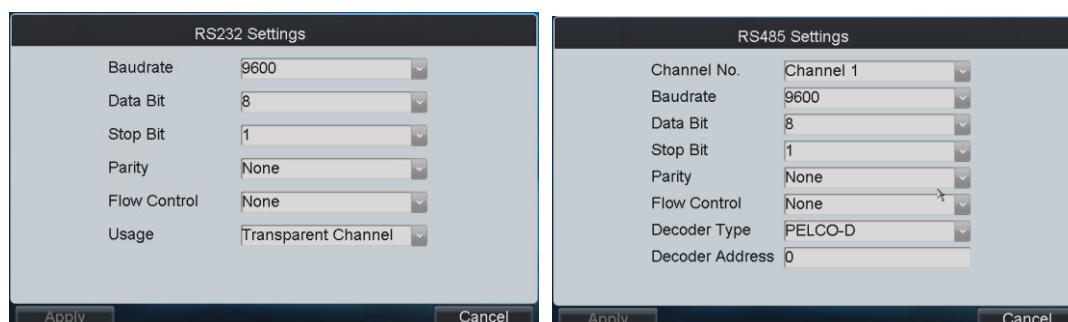 RS232 Settings
Baudrate 9600
Data Bit 8
Stop Bit 1
Parity None
Flow Control None
Usage Transparent Channel
Apply Cancel
RS485 Settings
Channel No. Channel 1
Baudrate 9600
Data Bit 8
Stop Bit 1
Parity None
Flow Control None
Decoder Type PELCO-D
Decoder Address 0
Apply Cancel